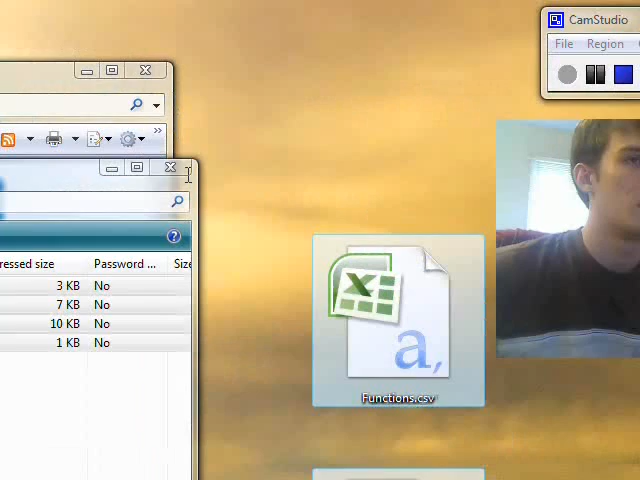 CamStudio
File Region
ressed size Password ... Size
3 KB No
7 KB No
10 KB No
1 KB No
a,
Functions.csv